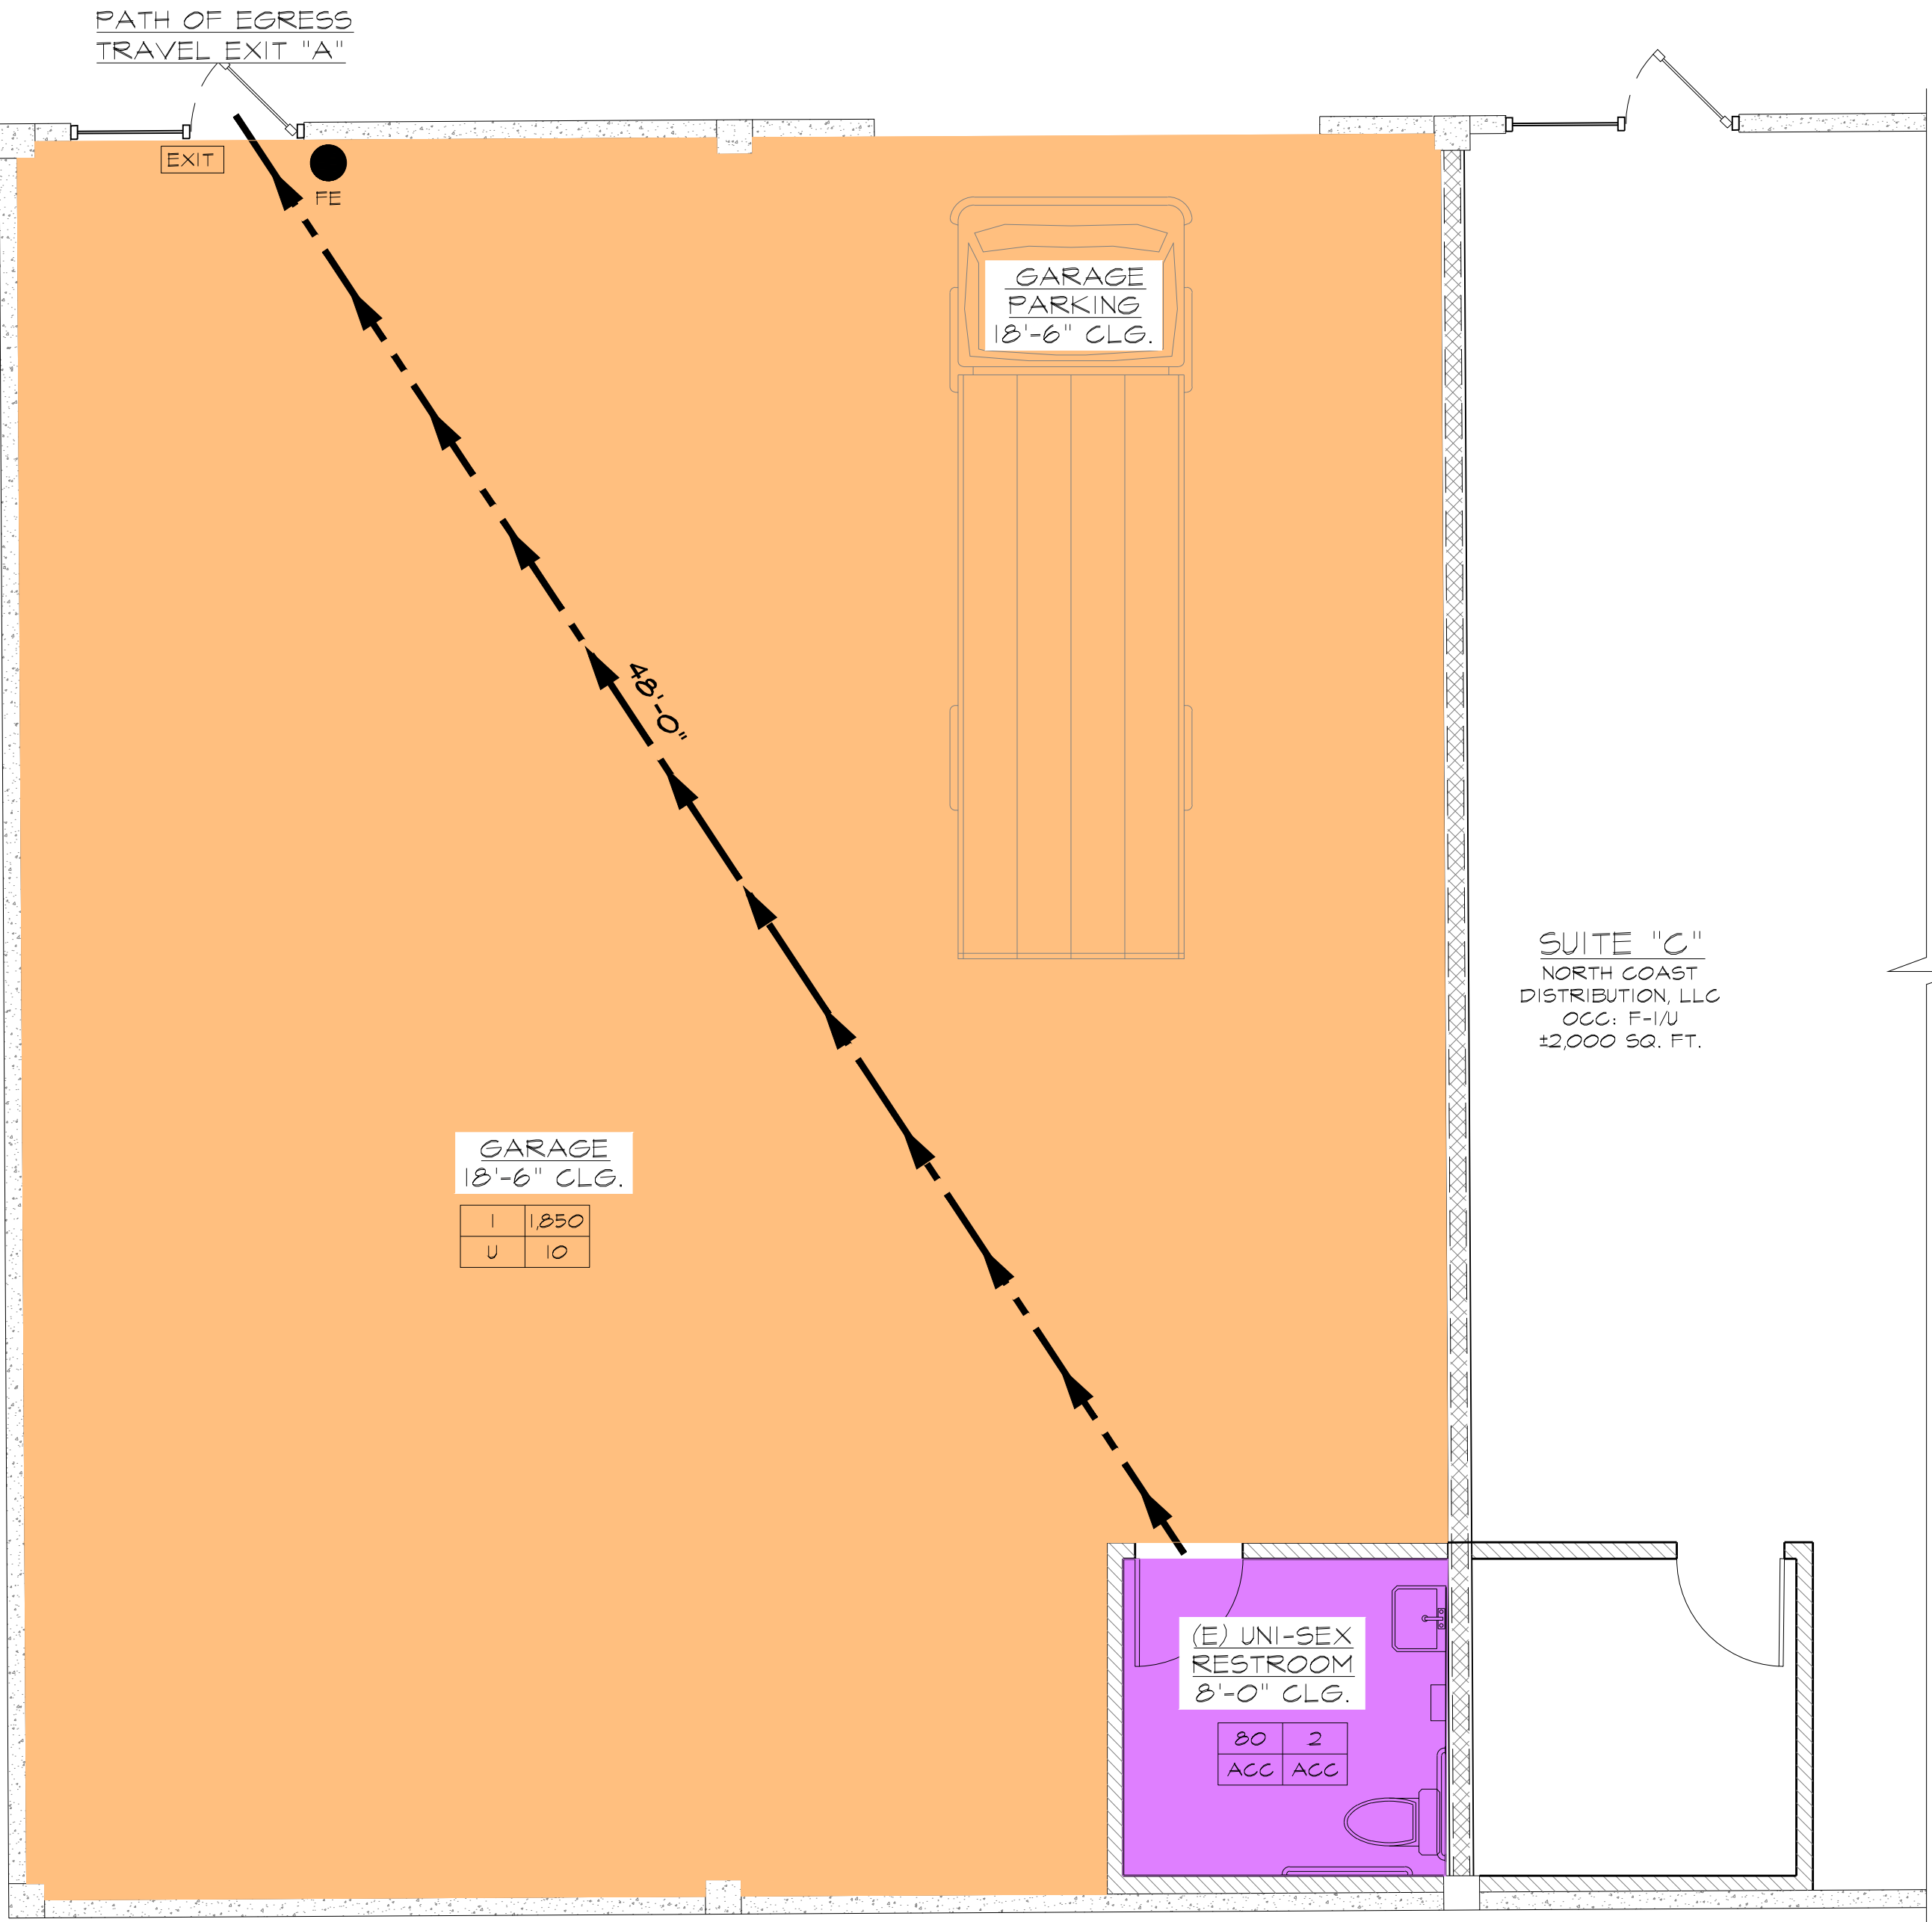 PATH OF EGRESS
TRAVEL EXIT "A"
EXIT
FE
GARAGE
PARKING
18'-6" CLG.
48'-0"
SUITE "C"
NORTH COAST
DISTRIBUTION, LLC
OCC: F-1/U
±2,000 SQ. FT.
GARAGE
18'-6" CLG.
1 1,850
U 10
(E) UNI-SEX
RESTROOM
8'-0" CLG.
80 2
ACC ACC